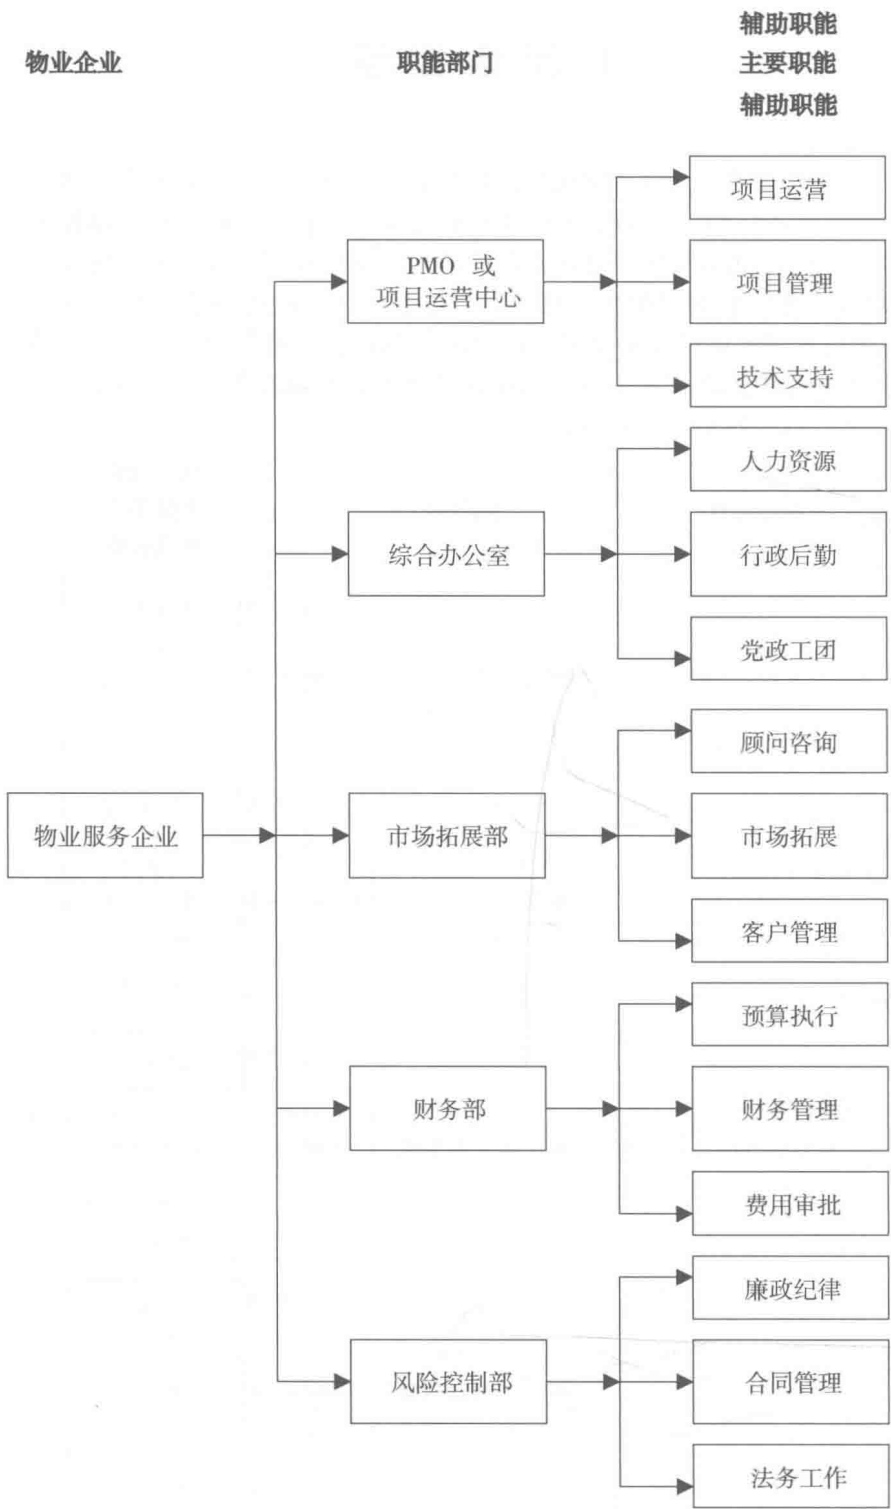 辅助职能
物业企业 职能部门 主要职能
辅助职能
项目运营
PMO 或
项目运营中心
项目管理
技术支持
人力资源
综合办公室
行政后勤
党政工团
顾问咨询
物业服务企业
市场拓展部
市场拓展
客户管理
预算执行
财务部
财务管理
费用审批
廉政纪律
风险控制部
合同管理
法务工作